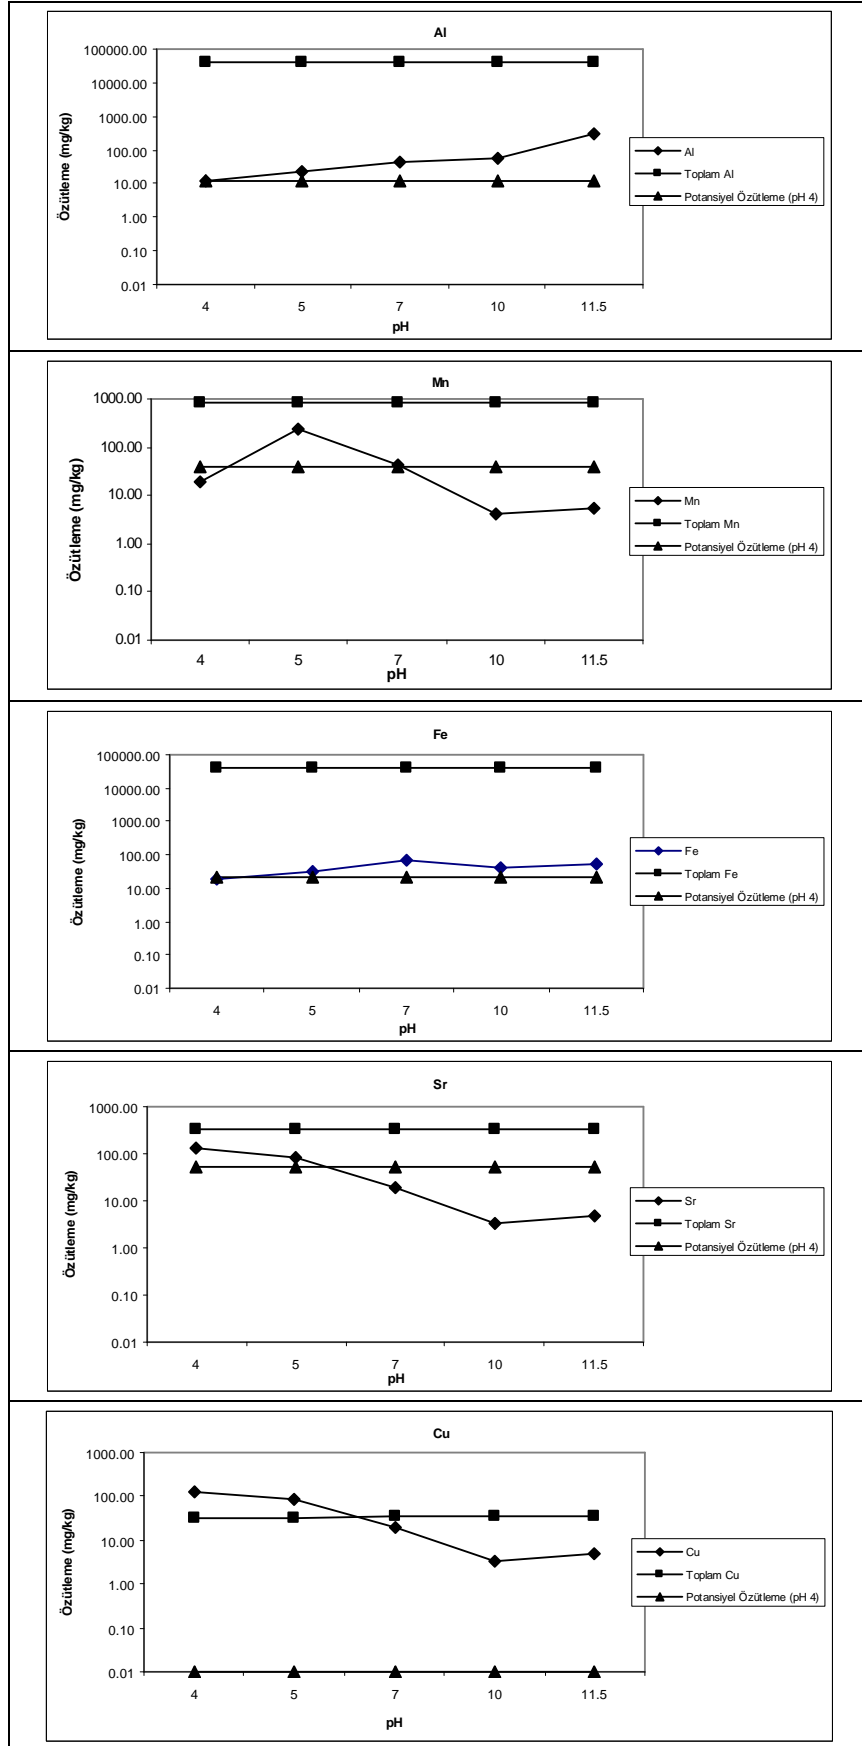 Al
100000.00
10000.00
1000.00
100.00
10.00
1.00
0.10
0.01
Özütleme (mg/kg)
4 5 7 10 11.5
pH
Al
Toplam Al
Potansiyel Özütleme (pH 4)
Mn
1000.00
100.00
10.00
1.00
0.10
0.01
Özütleme (mg/kg)
4 5 7 10 11.5
pH
Mn
Toplam Mn
Potansiyel Özütleme (pH 4)
Fe
100000.00
10000.00
1000.00
100.00
10.00
1.00
0.10
0.01
Özütleme (mg/kg)
4 5 7 10 11.5
pH
Fe
Toplam Fe
Potansiyel Özütleme (pH 4)
Sr
1000.00
100.00
10.00
1.00
0.10
0.01
Özütleme (mg/kg)
4 5 7 10 11.5
pH
Sr
Toplam Sr
Potansiyel Özütleme (pH 4)
Cu
1000.00
100.00
10.00
1.00
0.10
0.01
Özütleme (mg/kg)
4 5 7 10 11.5
pH
Cu
Toplam Cu
Potansiyel Özütleme (pH 4)